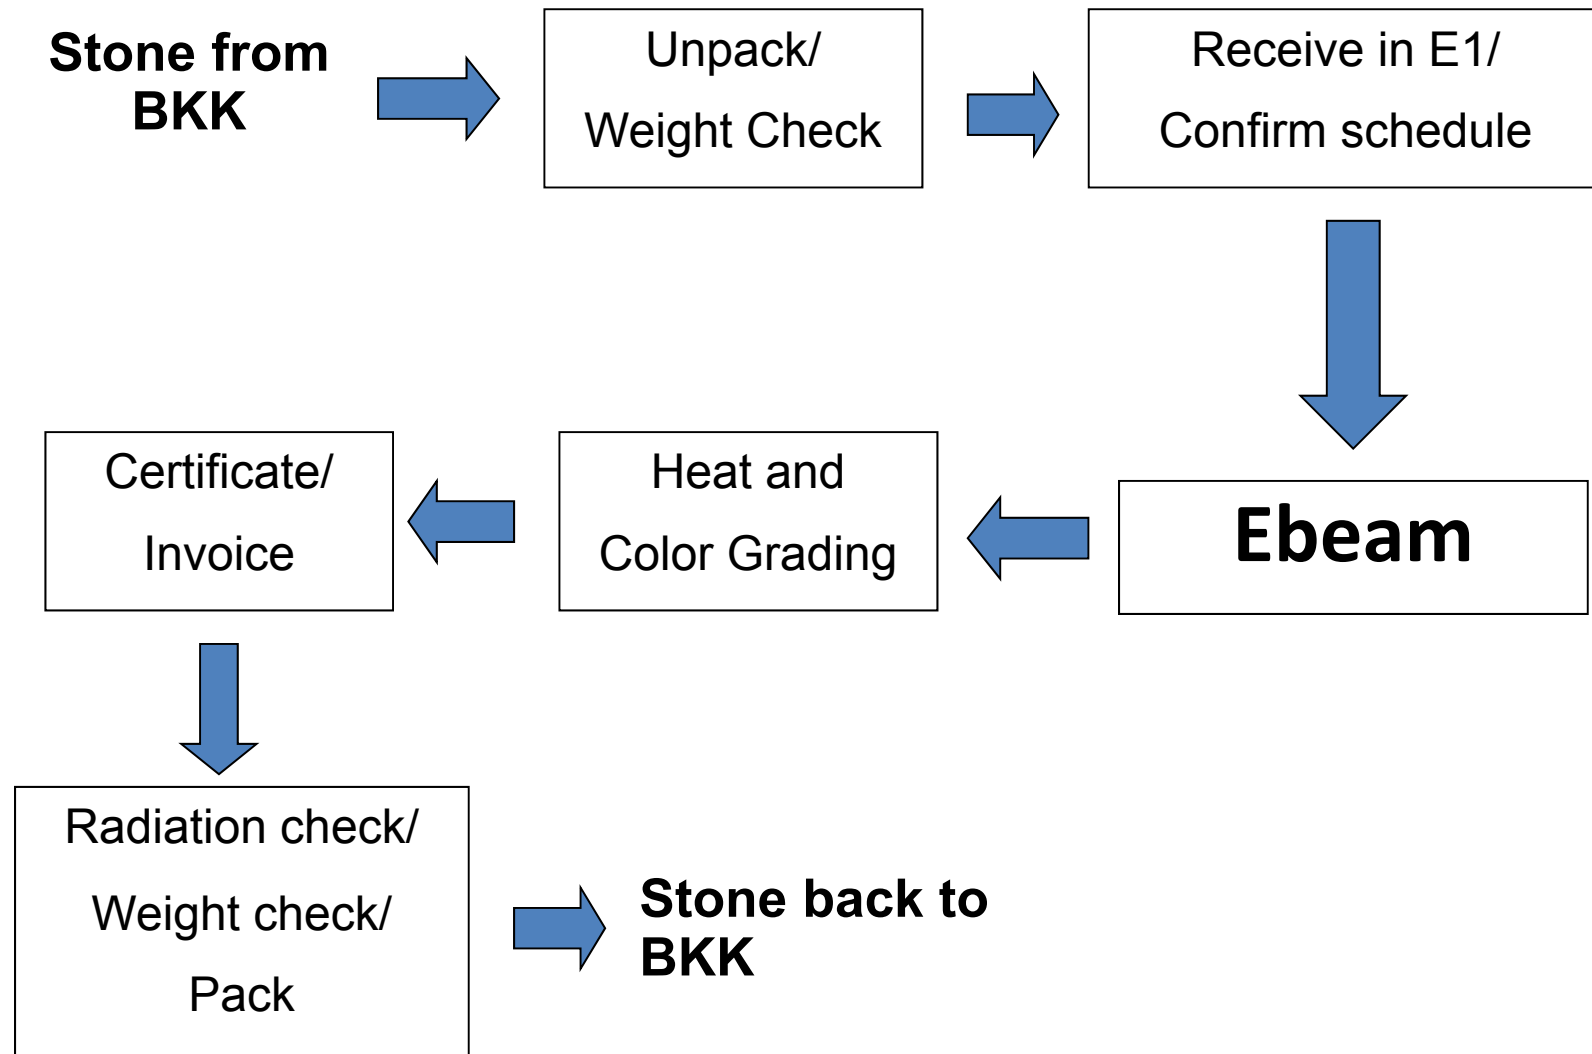 Stone from
BKK
Unpack/
Weight Check
Receive in E1/
Confirm schedule
Ebeam
Heat and
Color Grading
Certificate/
Invoice
Radiation check/
Weight check/
Pack
Stone back to
BKK